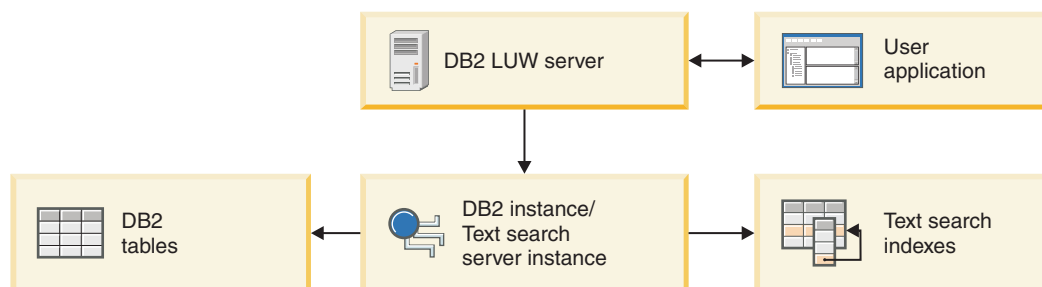 DB2 LUW server
User
application
DB2
tables
DB2 instance/
Text search
server instance
Text search
indexes